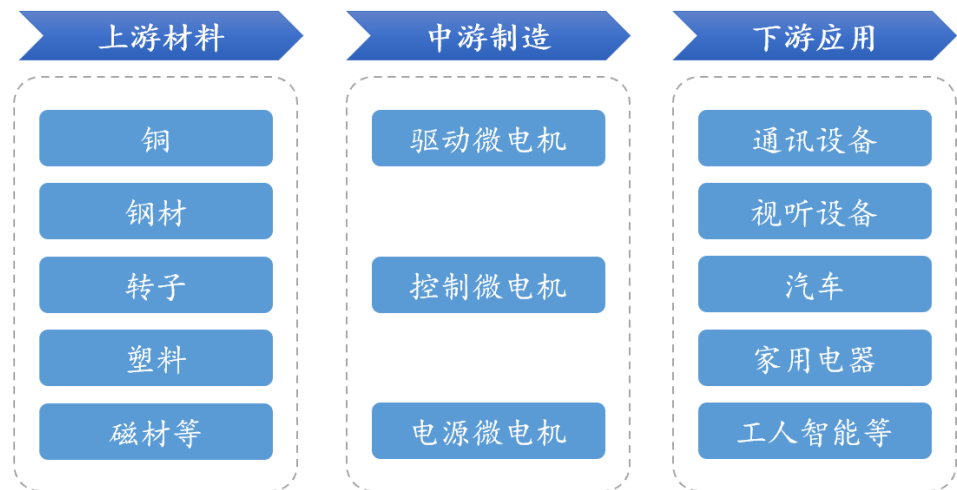 上游材料
中游制造
下游应用
铜
驱动微电机
通讯设备
钢材
视听设备
转子
控制微电机
汽车
塑料
家用电器
磁材等
电源微电机
工人智能等